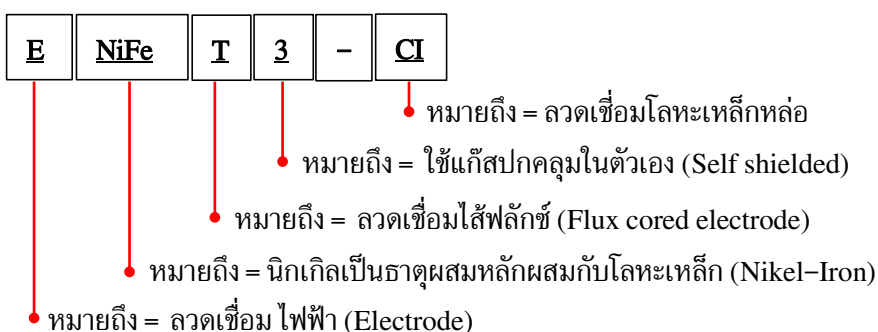 E NiFe T 3 – CI
หมายถึง = ลวดเชื่อมโลหะเหล็กหล่อ
หมายถึง = ใช้แก๊สปกคลุมในตัวเอง (Self shielded)
หมายถึง = ลวดเชื่อมไส้ฟลักซ์ (Flux cored electrode)
หมายถึง = นิกเกิลเป็นธาตุผสมหลักผสมกับโลหะเหล็ก (Nikel–Iron)
หมายถึง = ลวดเชื่อม ไฟฟ้า (Electrode)